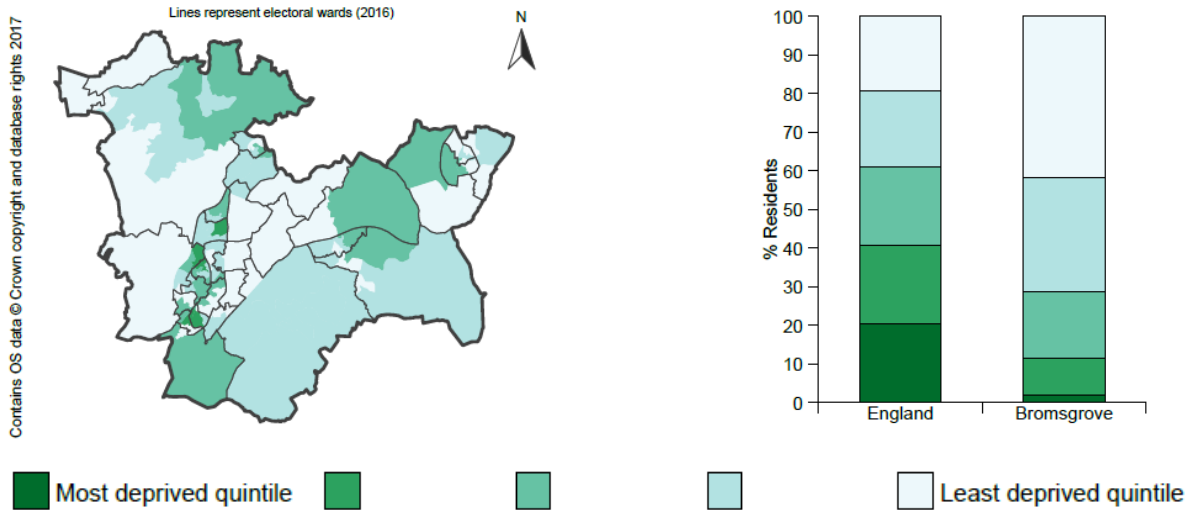 Lines represent electoral wards (2016)
N
Contains OS data © Crown copyright and database rights 2017
100
90
80
70
60
50
40
30
20
10
0
% Residents
England
Bromsgrove
Most deprived quintile
Least deprived quintile